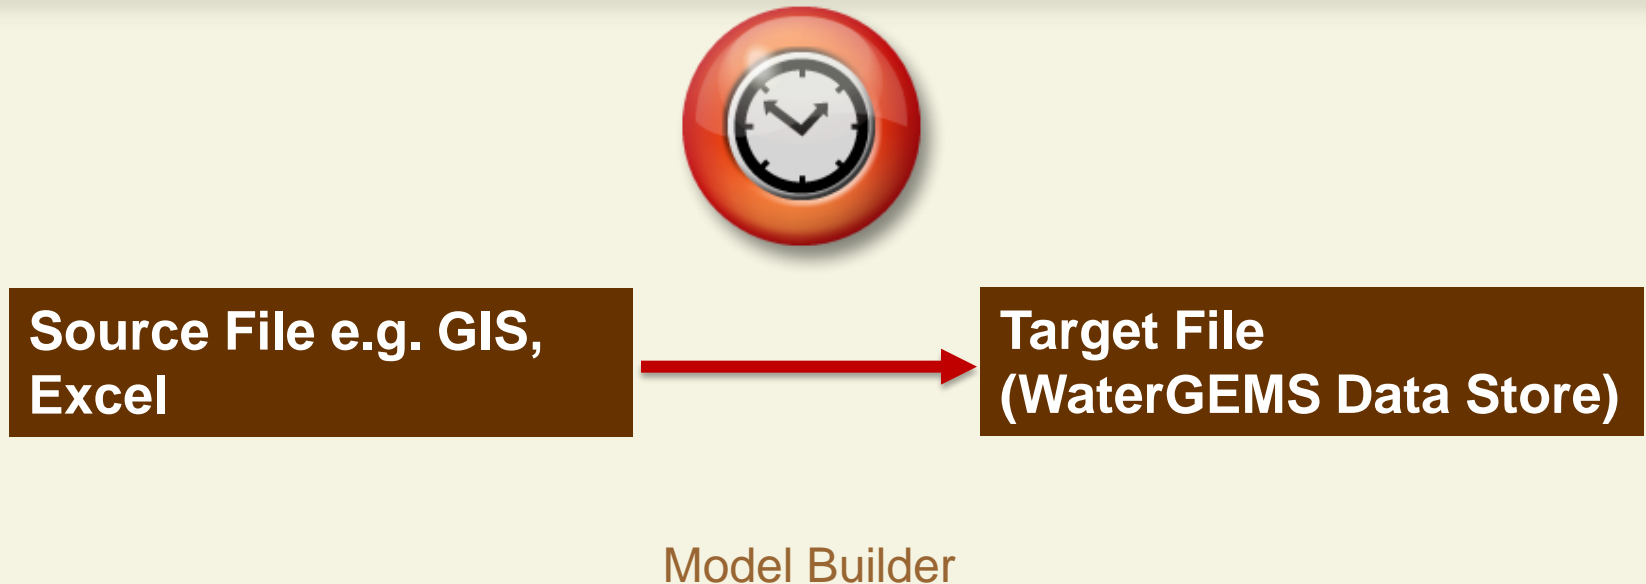 Source File e.g. GIS,
Excel
Target File
(WaterGEMS Data Store)
Model Builder